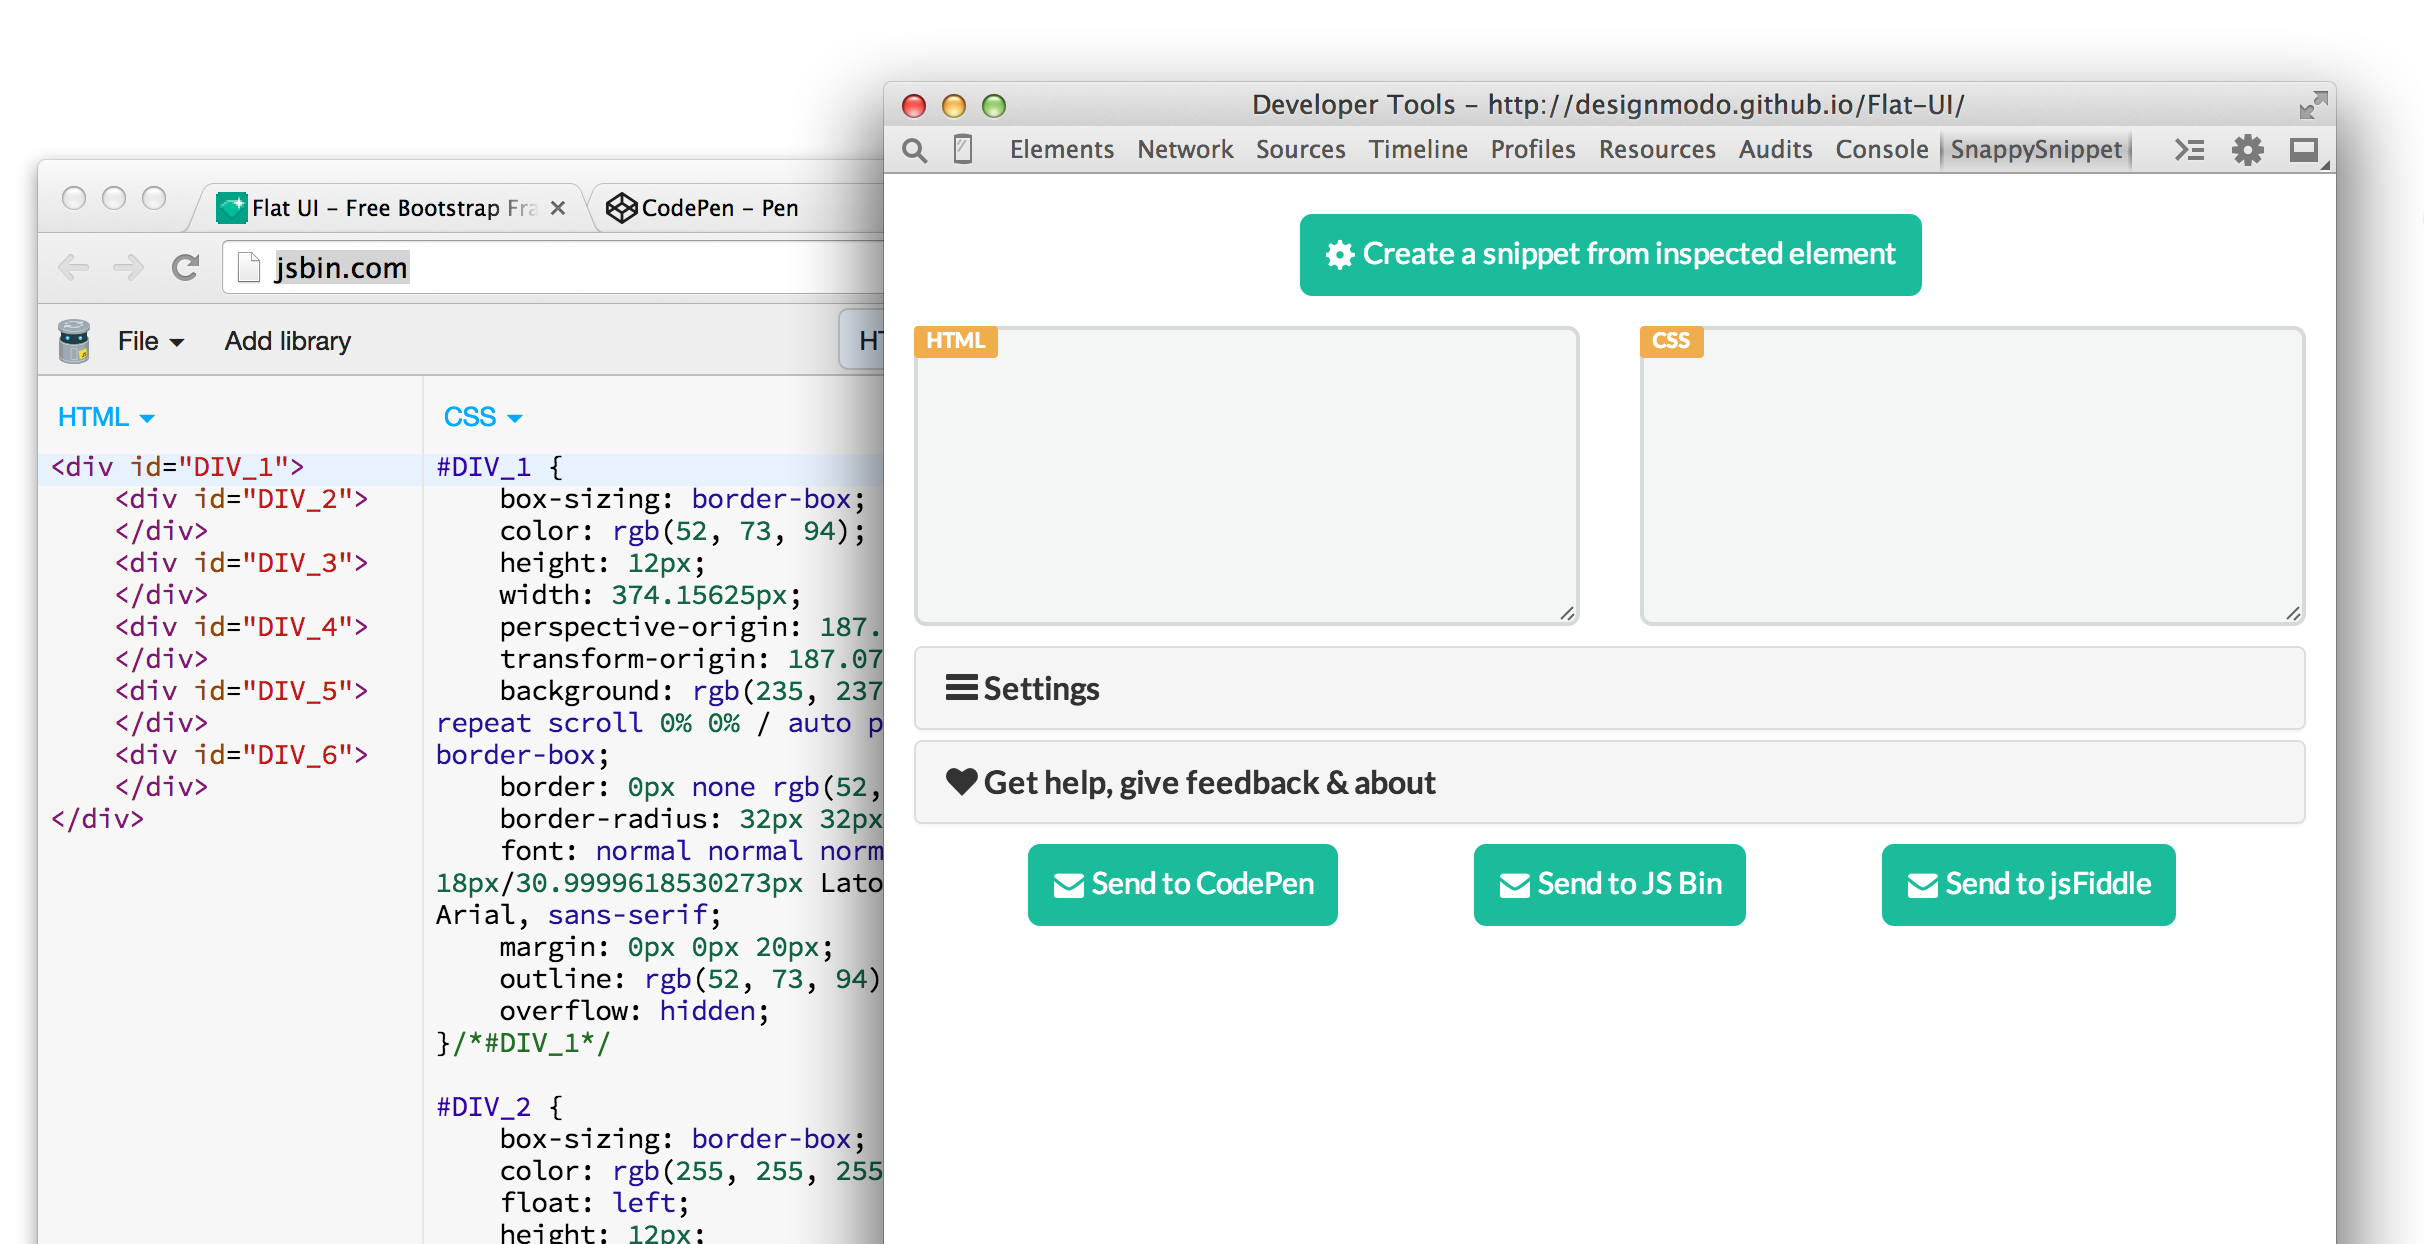 Developer Tools – http://designmodo.github.io/Flat-UI/
Elements Network Sources Timeline Profiles Resources Audits Console SnappySnippet
Create a snippet from inspected element
HTML
CSS
Settings
Get help, give feedback & about
Send to CodePen
Send to JS Bin
Send to jsFiddle
Flat UI – Free Bootstrap Fra
CodePen – Pen
jsbin.com
File
Add library
HT
HTML
<div id="DIV_1">
    <div id="DIV_2">
    </div>
    <div id="DIV_3">
    </div>
    <div id="DIV_4">
    </div>
    <div id="DIV_5">
    </div>
    <div id="DIV_6">
    </div>
</div>
CSS
#DIV_1 {
    box-sizing: border-box;
    color: rgb(52, 73, 94);
    height: 12px;
    width: 374.15625px;
    perspective-origin: 187.
    transform-origin: 187.07
    background: rgb(235, 237
repeat scroll 0% 0% / auto p
border-box;
    border: 0px none rgb(52,
    border-radius: 32px 32px
    font: normal normal norm
18px/30.9999618530273px Lato
Arial, sans-serif;
    margin: 0px 0px 20px;
    outline: rgb(52, 73, 94)
    overflow: hidden;
}/*#DIV_1*/
#DIV_2 {
    box-sizing: border-box;
    color: rgb(255, 255, 255
    float: left;
    height: 12px;